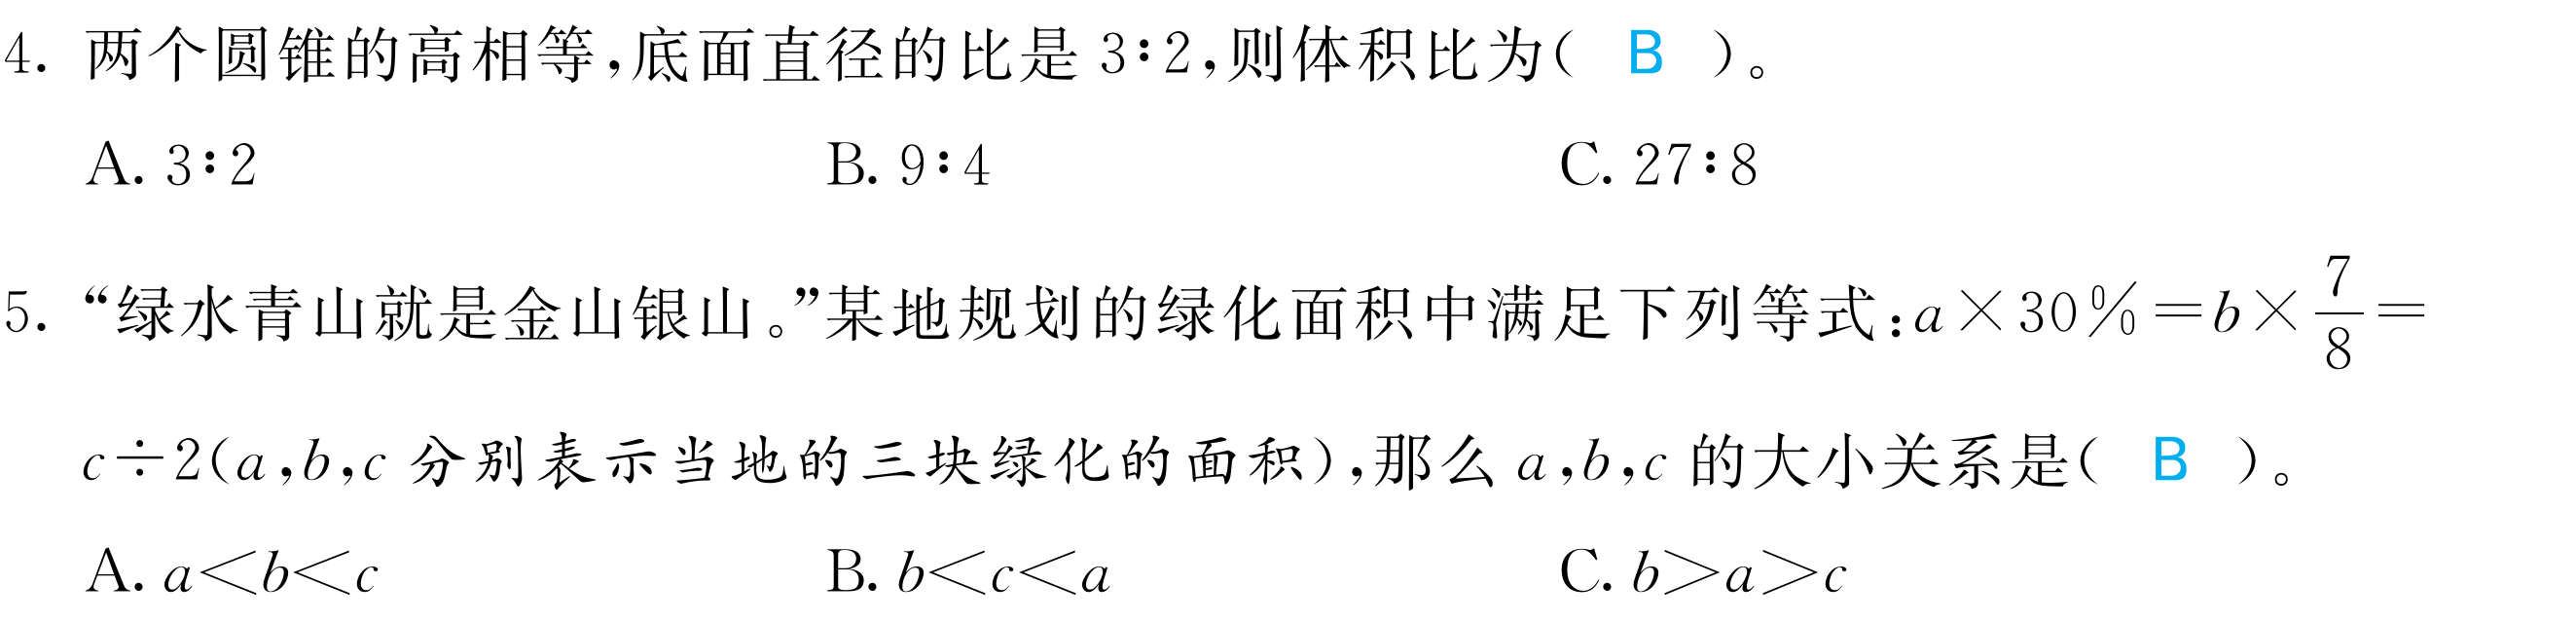 4. 两个圆锥的高相等,底面直径的比是 3∶2,则体积比为( B )。
A. 3∶2 B. 9∶4 C. 27∶8
5. “绿水青山就是金山银山。”某地规划的绿化面积中满足下列等式:a×30%=b×7/8=
c÷2(a,b,c 分别表示当地的三块绿化的面积),那么 a,b,c 的大小关系是( B )。
A. a<b<c B. b<c<a C. b>a>c